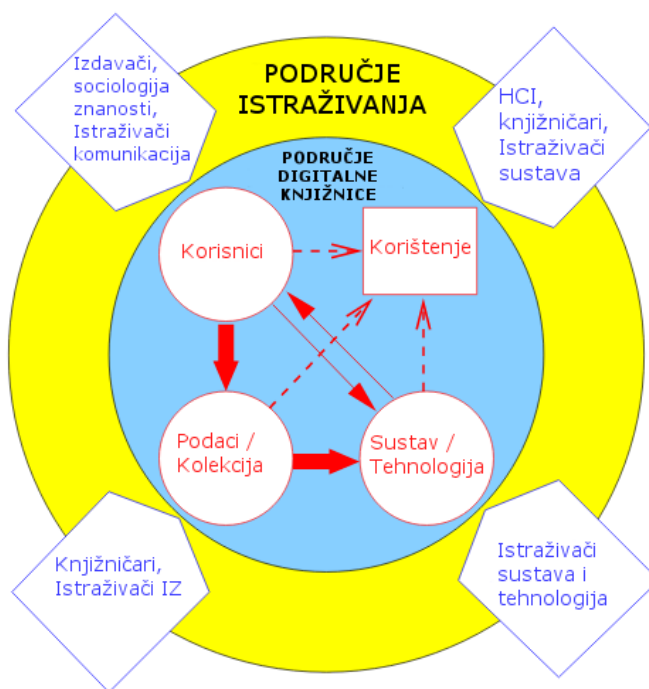 Izdavači,
sociologija
znanosti,
Istraživači
komunikacija
PODRUČJE
ISTRAŽIVANJA
HCI,
knjižničari,
Istraživači
sustava
PODRUČJE
DIGITALNE
KNJIŽNICE
Korisnici
Korištenje
Podaci /
Kolekcija
Sustav /
Tehnologija
Knjižničari,
Istraživači IZ
Istraživači
sustava i
tehnologija